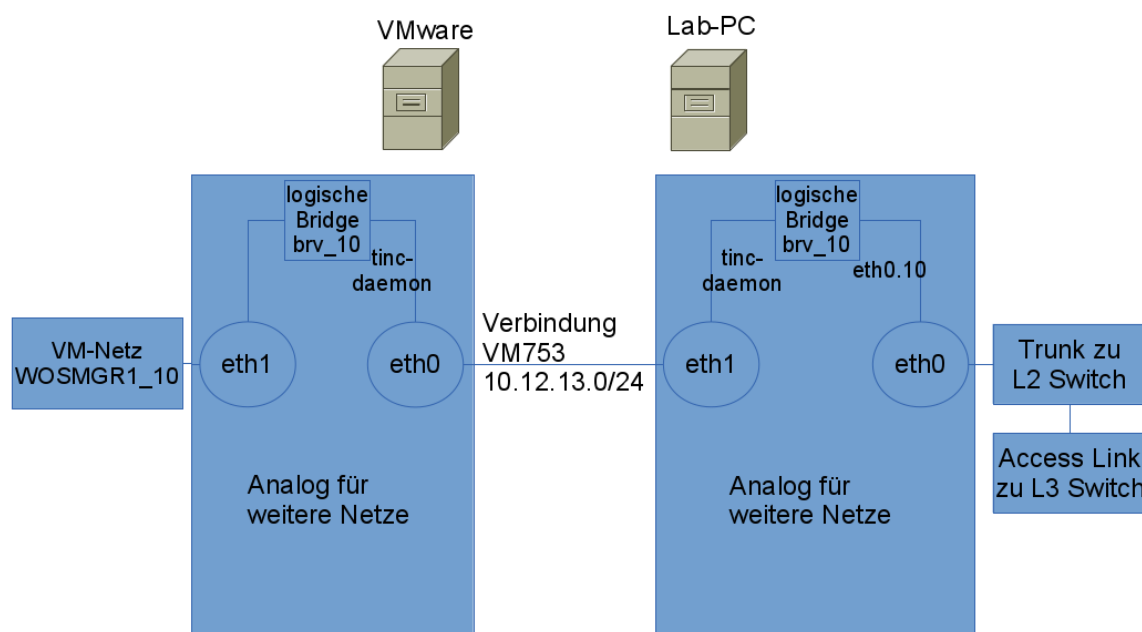 VMware
Lab-PC
logische
Bridge
brv_10
tinc-
daemon
logische
Bridge
brv_10
tinc-
daemon
eth0.10
VM-Netz
WOSMGR1_10
eth1
eth0
Verbindung
VM753
10.12.13.0/24
eth1
eth0
Trunk zu
L2 Switch
Access Link
zu L3 Switch
Analog für
weitere Netze
Analog für
weitere Netze